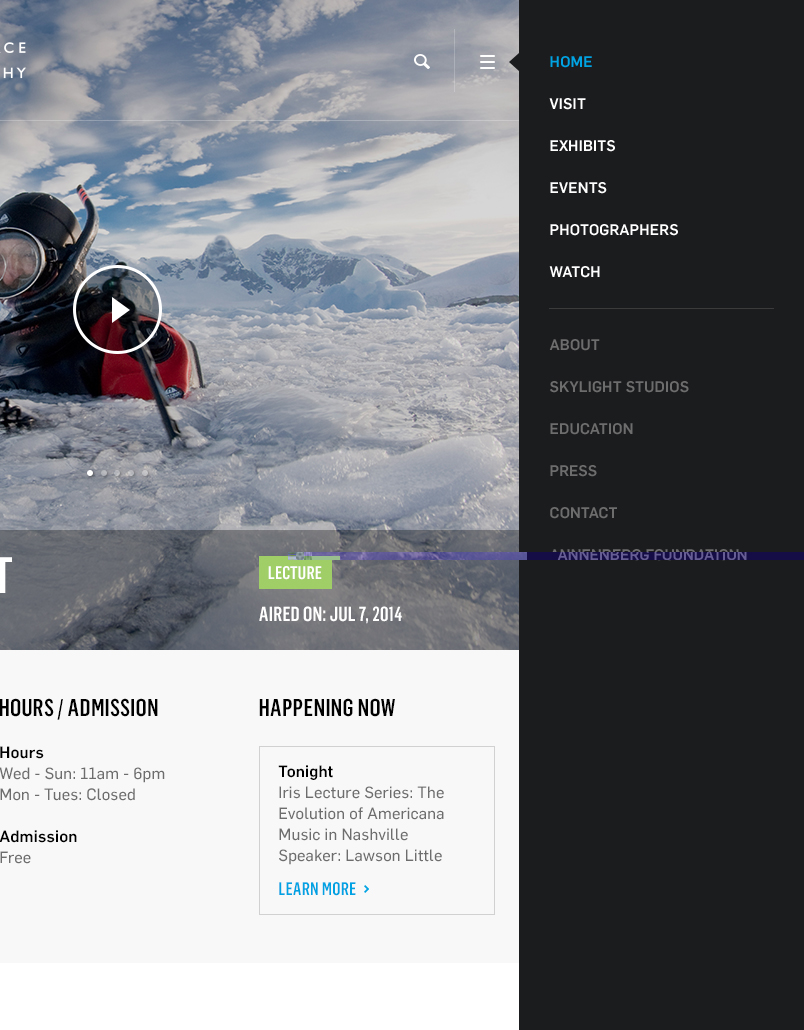 CE
HY
HOME
VISIT
EXHIBITS
EVENTS
PHOTOGRAPHERS
WATCH
ABOUT
SKYLIGHT STUDIOS
EDUCATION
PRESS
CONTACT
ANNENBERG FOUNDATION
T
LECTURE
AIRED ON: JUL 7, 2014
HOURS / ADMISSION
Hours
Wed - Sun: 11am - 6pm
Mon - Tues: Closed
Admission
Free
HAPPENING NOW
Tonight
Iris Lecture Series: The
Evolution of Americana
Music in Nashville
Speaker: Lawson Little
LEARN MORE